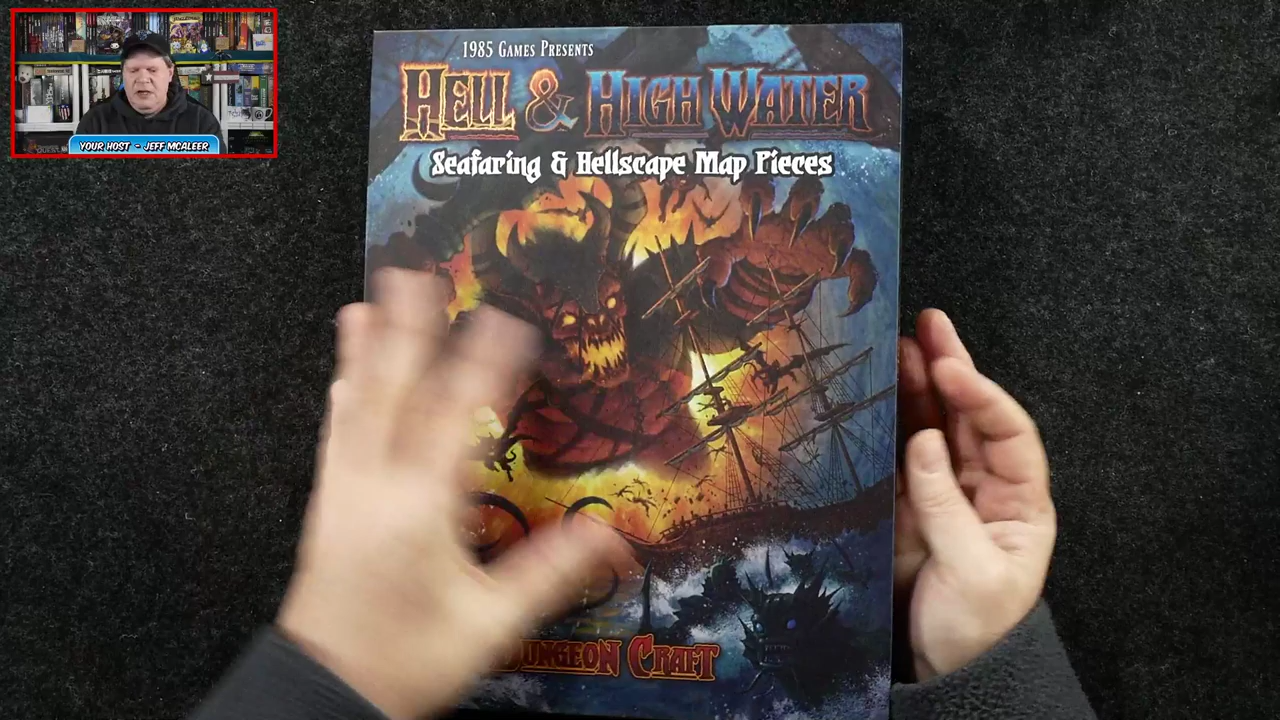 YOUR HOST - JEFF MCALEER
1985 GAMES PRESENTS
HELL & HIGH WATER
Seafaring & Hellscape Map Pieces
DUNGEON CRAFT